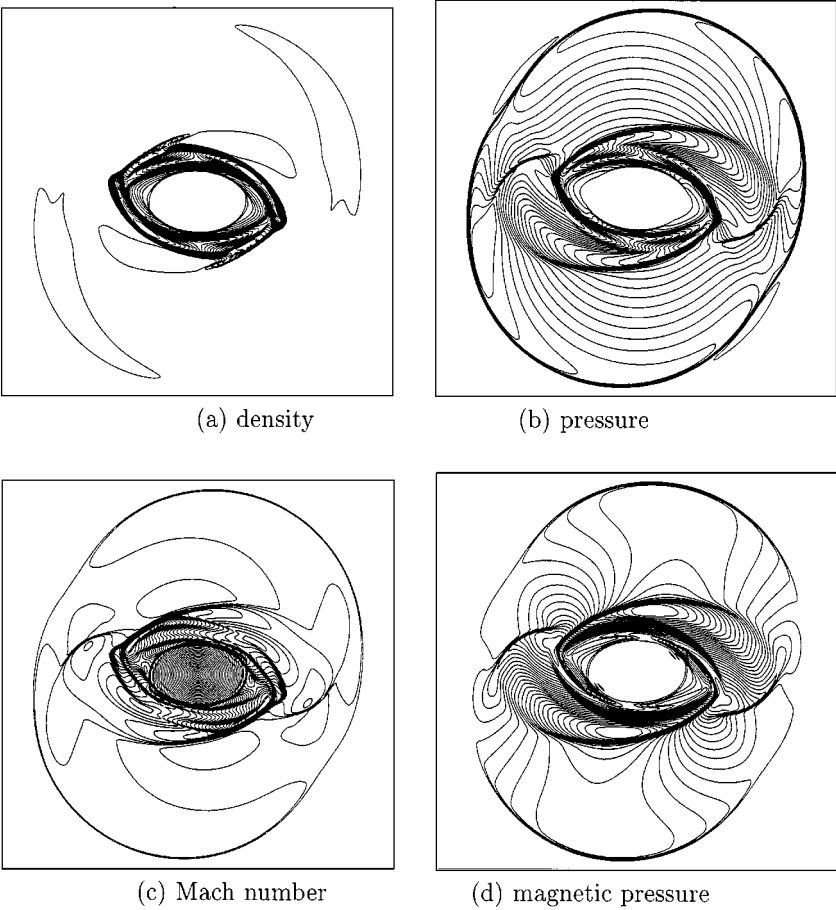 (a) density
(b) pressure
(c) Mach number
(d) magnetic pressure